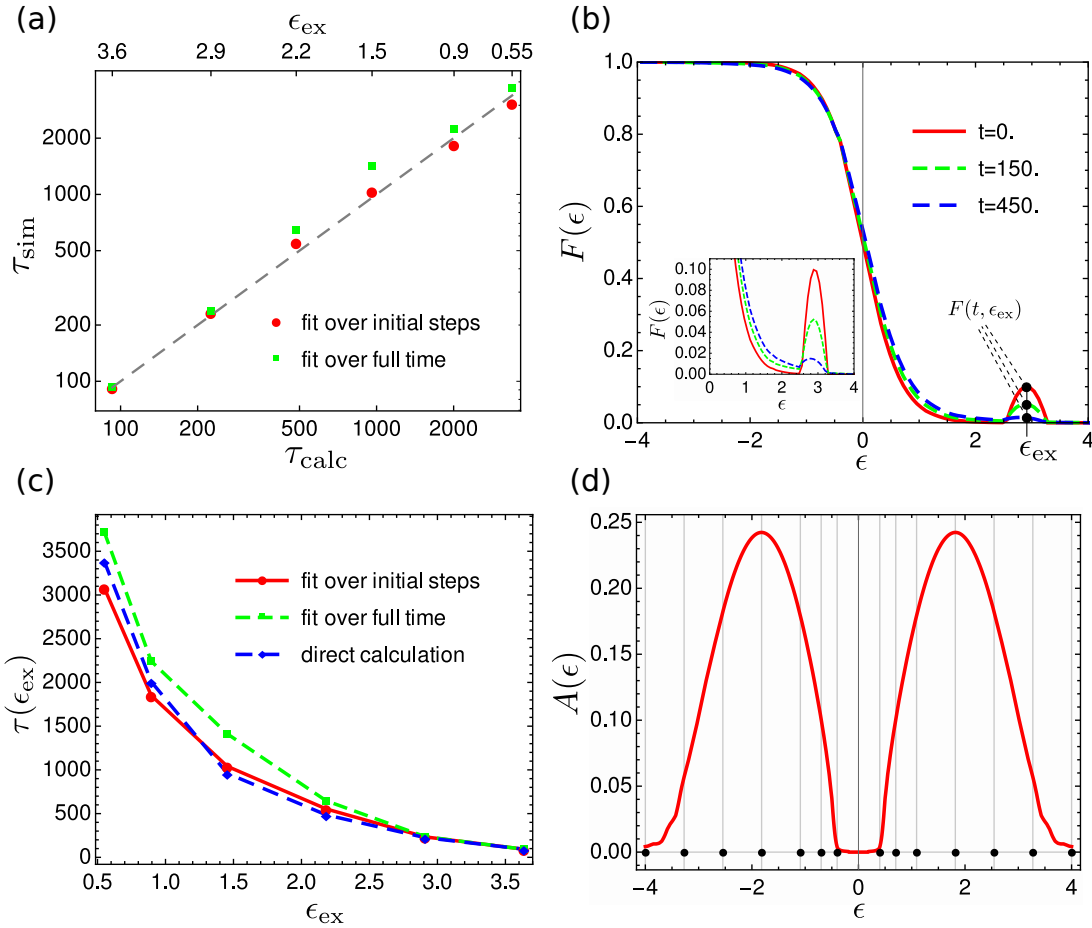 (a)
ϵex
3.6 2.9 2.2 1.5 0.9 0.55
2000
1000
500
200
100
τsim
fit over initial steps
fit over full time
100 200 500 1000 2000
τcalc
(b)
1.0
0.8
0.6
0.4
0.2
0.0
F(ϵ)
t=0.
t=150.
t=450.
0.10
0.08
0.06
0.04
0.02
0.00
F(ϵ)
0 1 2 3 4
ϵ
F(t, ϵex)
−4 −2 0 2 4
ϵ
ϵex
(c)
3500
3000
2500
2000
1500
1000
500
0
τ(ϵex)
fit over initial steps
fit over full time
direct calculation
0.5 1.0 1.5 2.0 2.5 3.0 3.5
ϵex
(d)
0.25
0.20
0.15
0.10
0.05
0.00
A(ϵ)
−4 −2 0 2 4
ϵ